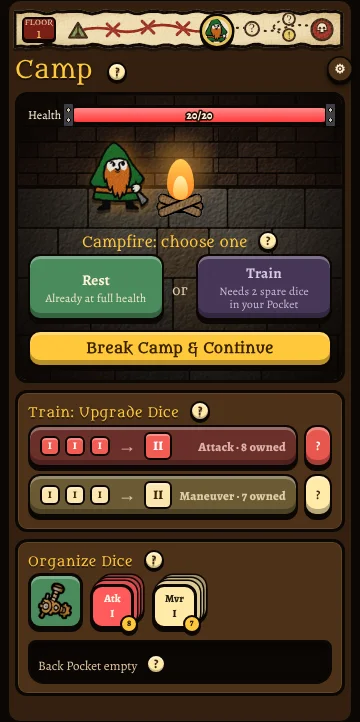 FLOOR
1
?
?
!
Camp ?
Health 20/20
Campfire: choose one ?
Rest
Already at full health
or
Train
Needs 2 spare dice
in your Pocket
Break Camp & Continue
Train: Upgrade Dice ?
I I I → II Attack · 8 owned ?
I I I → II Maneuver · 7 owned ?
Organize Dice ?
Atk
I
8
Mvr
I
7
Back Pocket empty ?